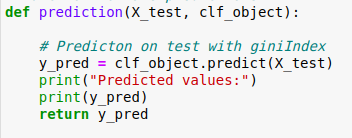 def prediction(X_test, clf_object):
# Predicton on test with giniIndex
y_pred = clf_object.predict(X_test)
print("Predicted values:")
print(y_pred)
return y_pred